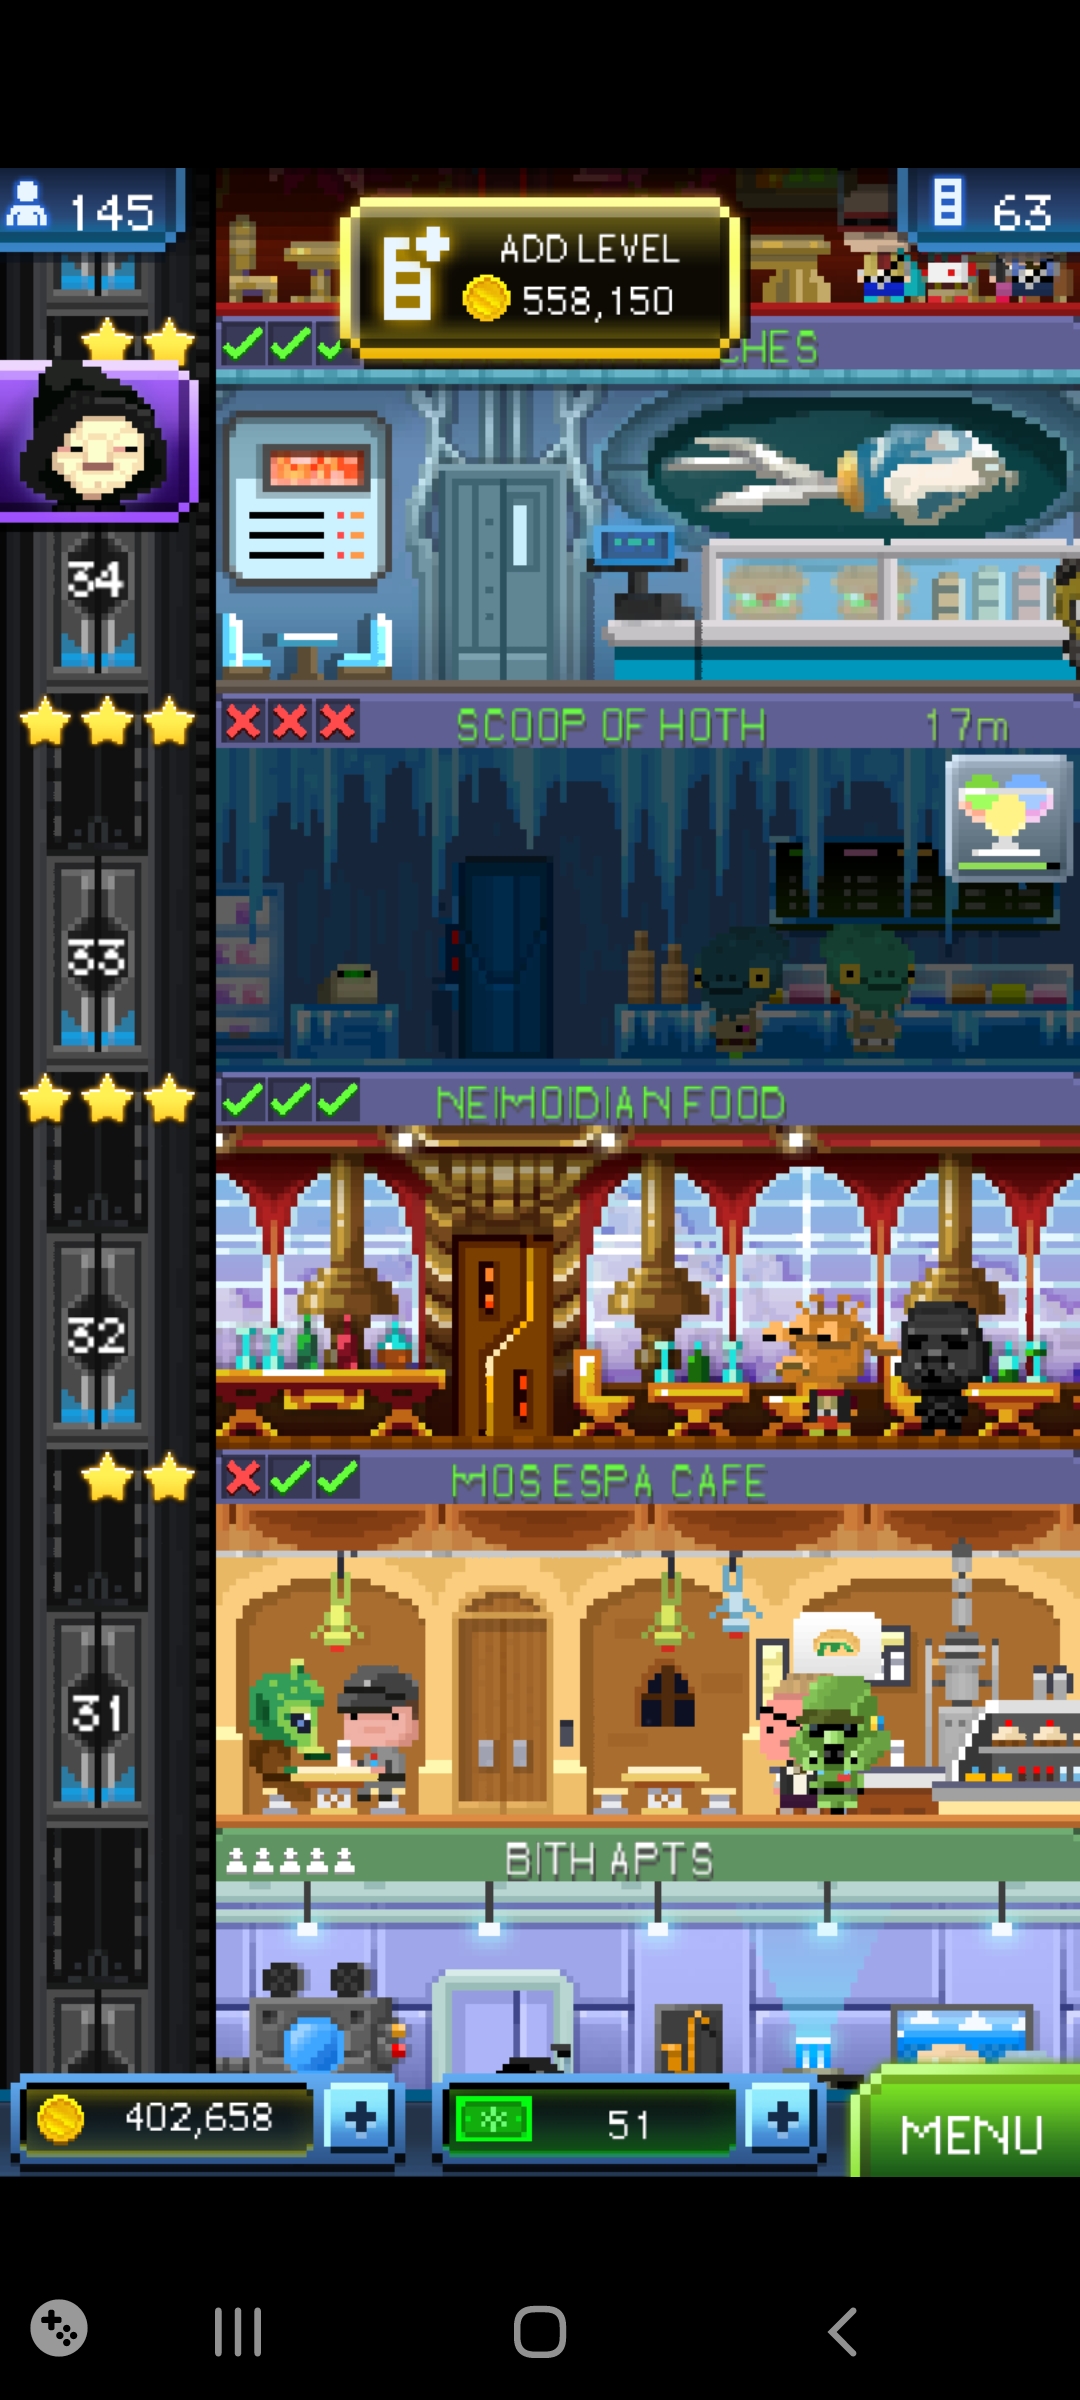 145
63
ADD LEVEL
558,150
34
SCOOP OF HOTH
17m
33
NEIMOIDIAN FOOD
32
MOS ESPA CAFE
31
BITH APTS
402,658
51
MENU